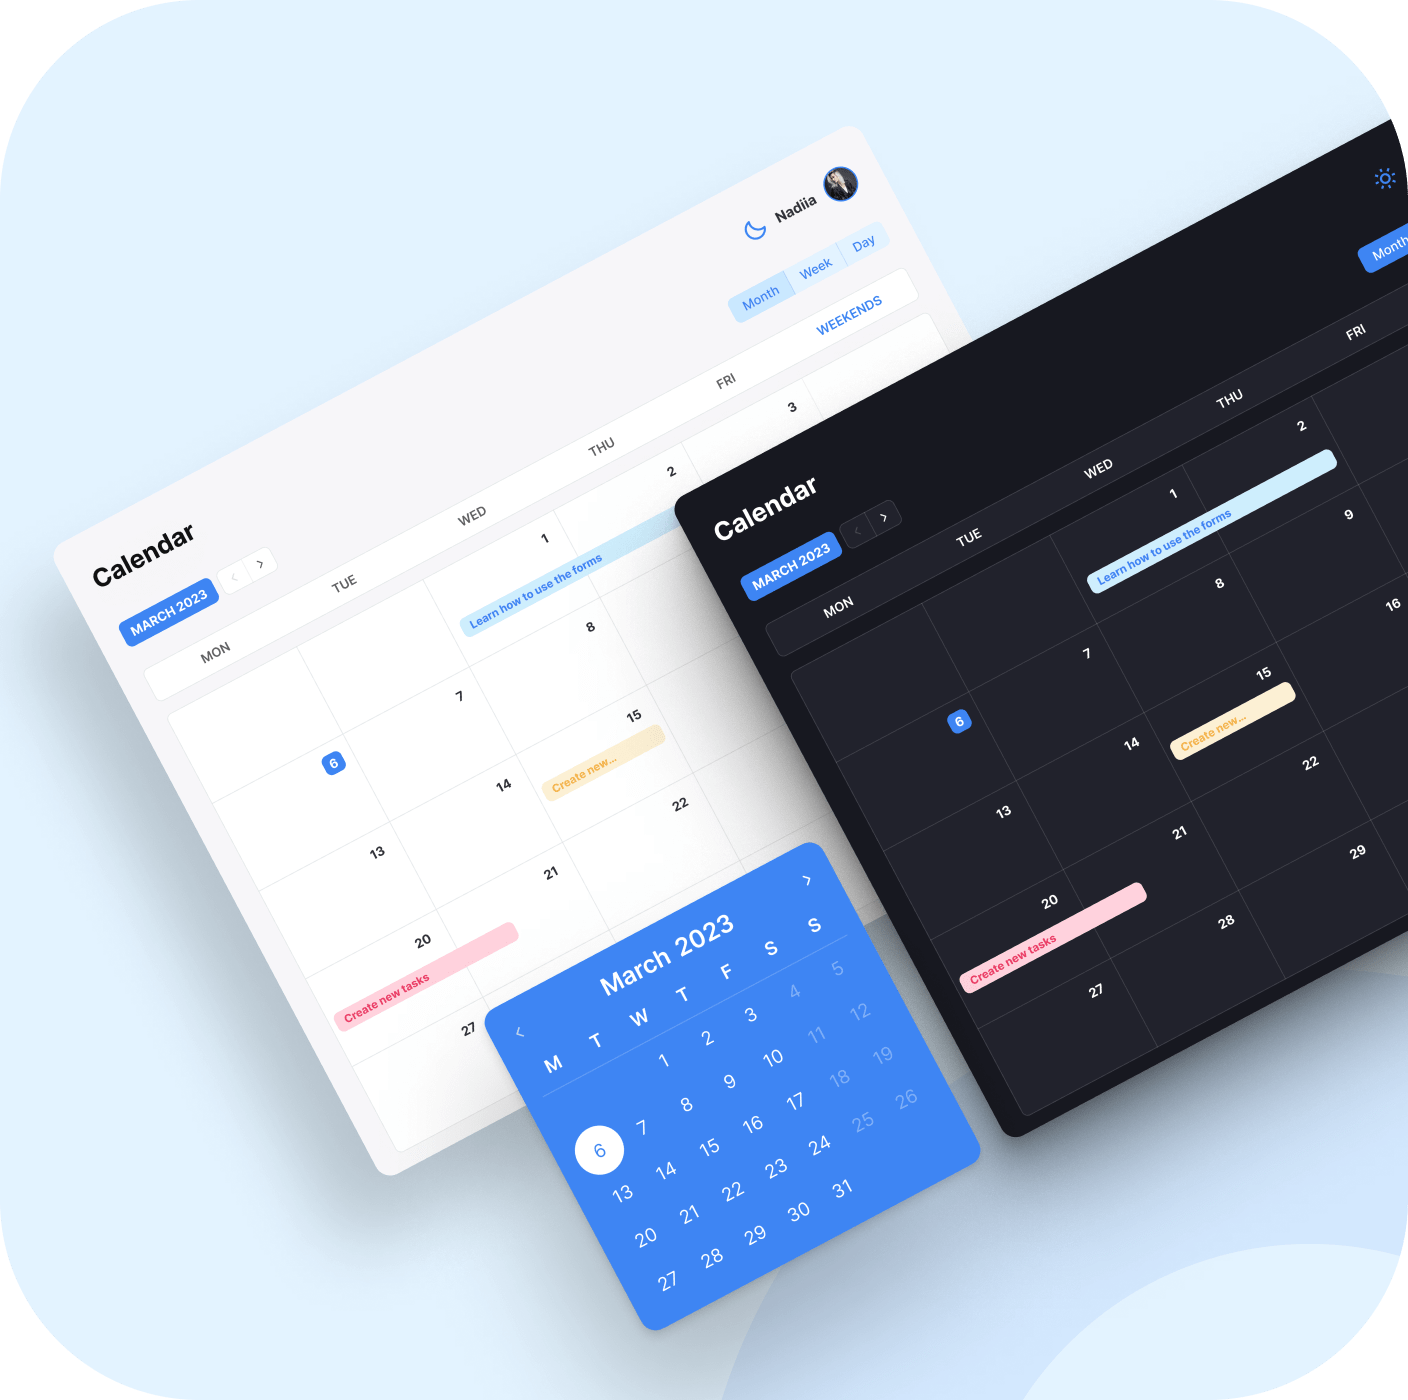 Nadiia
Month Week Day
Calendar
MARCH 2023
MON TUE WED THU FRI WEEKENDS
1 2 3
Learn how to use the forms
6 7 8
13 14 15
Create new...
20 21 22
Create new tasks
27
Month
Calendar
MARCH 2023
MON TUE WED THU FRI
1 2
Learn how to use the forms
6 7 8 9
13 14 15 16
Create new...
20 21 22
Create new tasks
27 28 29
March 2023
M T W T F S S
1 2 3 4 5
6 7 8 9 10 11 12
13 14 15 16 17 18 19
20 21 22 23 24 25 26
27 28 29 30 31